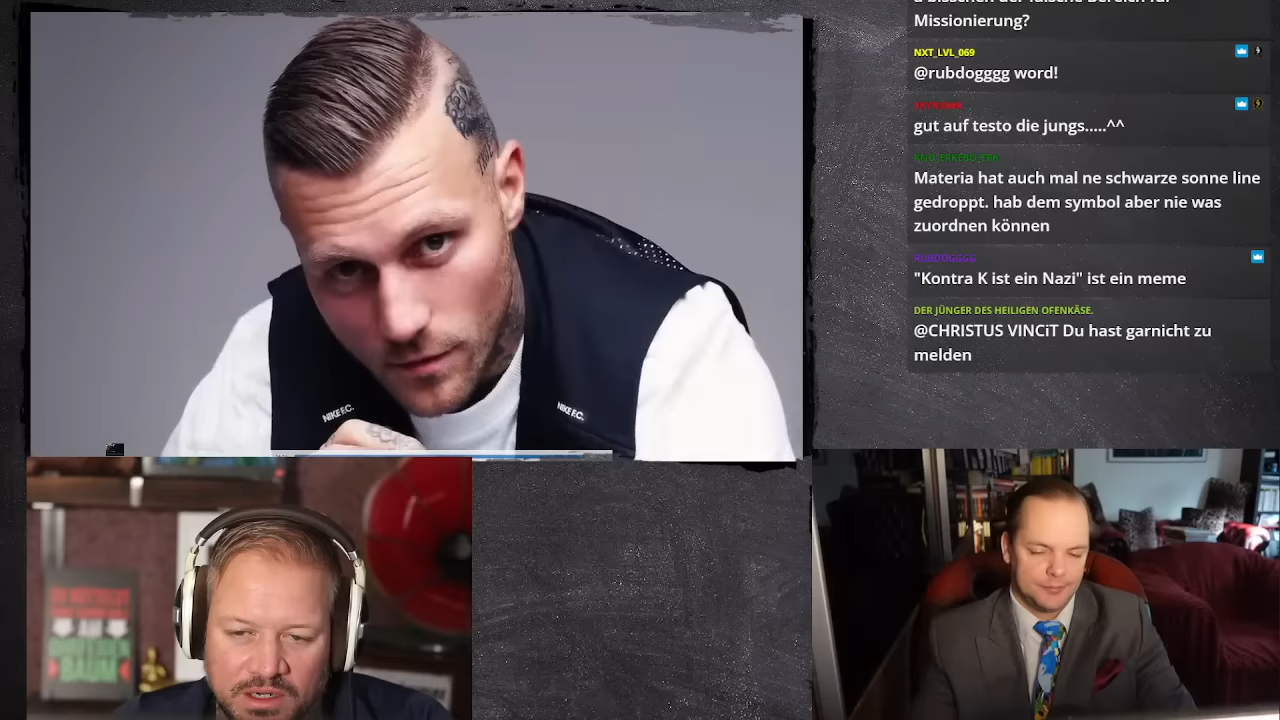 Missionierung?
NXT_LVL_069
@rubdogggg word!
gut auf testo die jungs.....^^
Materia hat auch mal ne schwarze sonne line
gedroppt. hab dem symbol aber nie was
zuordnen können
RUBDOGGGG
"Kontra K ist ein Nazi" ist ein meme
DER JÜNGER DES HEILIGEN OFENKÄSE.
@CHRISTUS VINCiT Du hast garnicht zu
melden
NIKE F.C.
NIKE F.C.